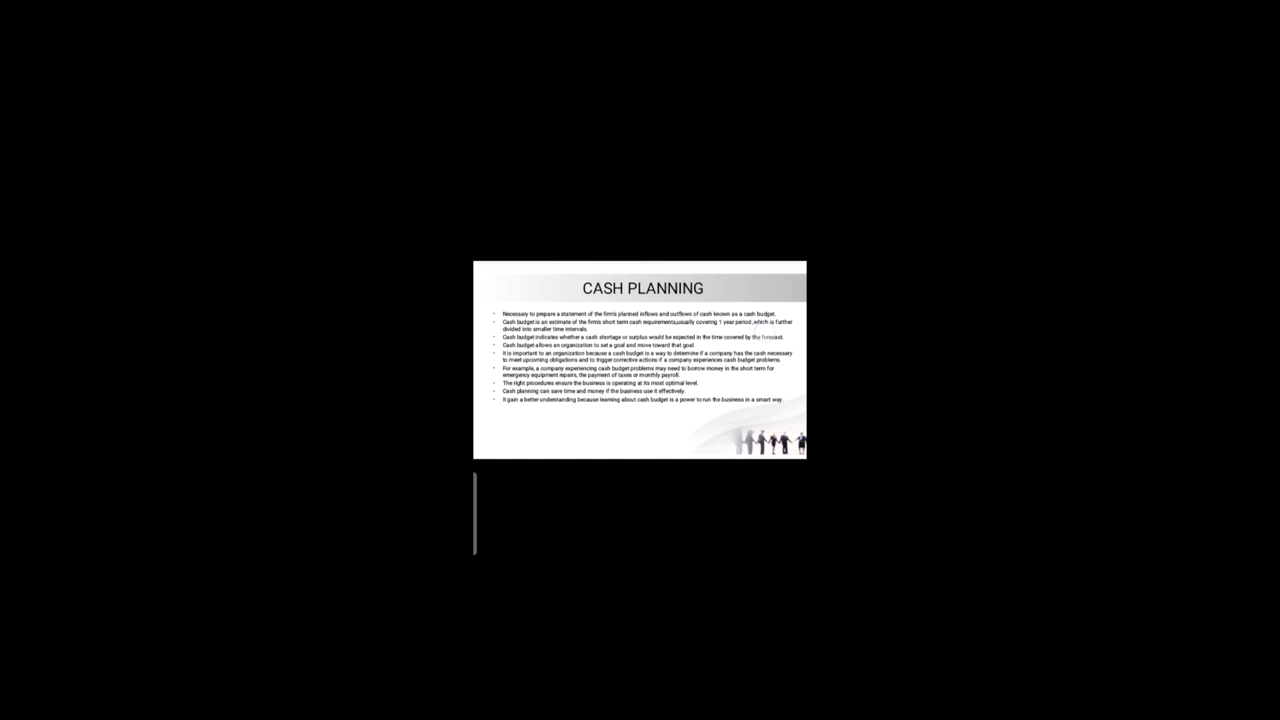 CASH PLANNING
• Necessary to prepare a statement of the firm's planned inflows and outflows of cash known as a cash budget.
• Cash budget is an estimate of the firm's short term cash requirements,usually covering 1 year period ,which is further
divided into smaller time intervals.
• Cash budget indicates whether a cash shortage or surplus would be expected in the time covered by the forecast.
• Cash budget allows an organization to set a goal and move toward that goal.
• It is important to an organization because a cash budget is a way to determine if a company has the cash necessary
to meet upcoming obligations and to trigger corrective actions if a company experiences cash budget problems.
• For example, a company experiencing cash budget problems may need to borrow money in the short term for
emergency equipment repairs, the payment of taxes or monthly payroll.
• The right procedures ensure the business is operating at its most optimal level.
• Cash planning can save time and money if the business use it effectively.
• It gain a better understanding because learning about cash budget is a power to run the business in a smart way.